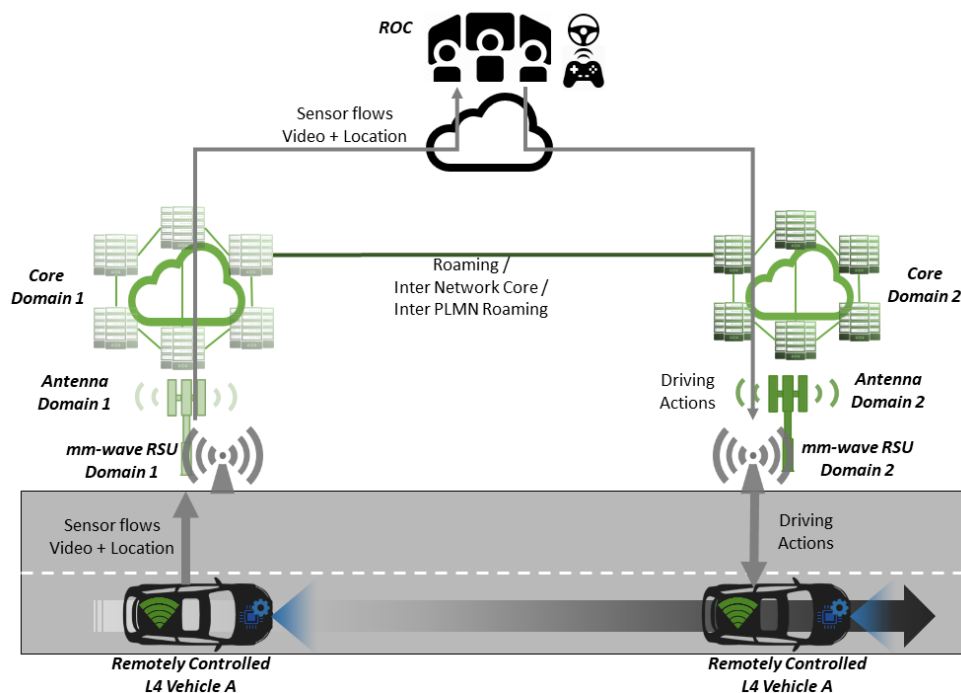 ROC
Sensor flows
Video + Location
Core
Domain 1
Roaming /
Inter Network Core /
Inter PLMN Roaming
Core
Domain 2
Antenna
Domain 1
Driving
Actions
Antenna
Domain 2
mm-wave RSU
Domain 1
mm-wave RSU
Domain 2
Sensor flows
Video + Location
Driving
Actions
Remotely Controlled
L4 Vehicle A
Remotely Controlled
L4 Vehicle A